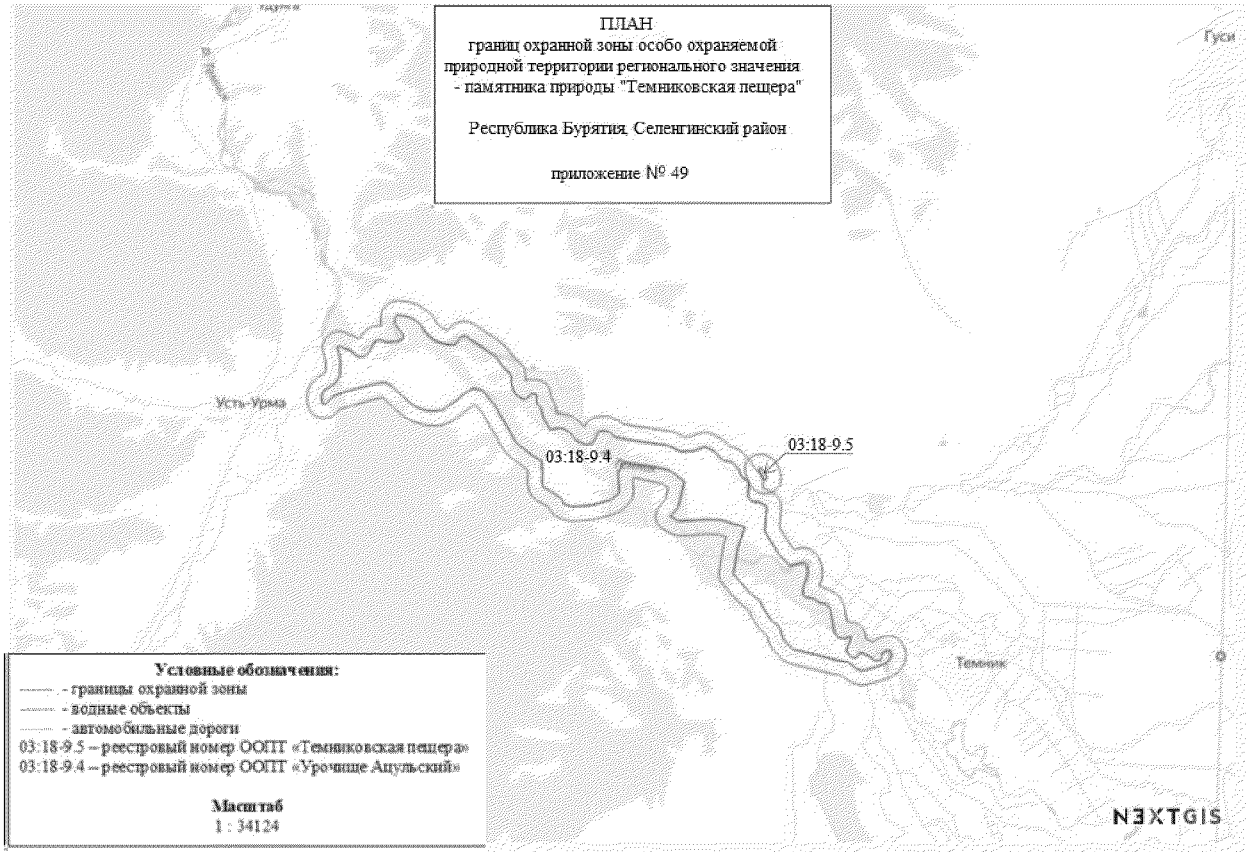 ПЛАН
границ охранной зоны особо охраняемой
природной территории регионального значения
- памятника природы "Темниковская пещера"
Республика Бурятия, Селенгинский район
приложение № 49
Гуси
Усть-Урма
03:18-9.4
03:18-9.5
Темник
Условные обозначения:
- границы охранной зоны
- водные объекты
- автомобильные дороги
03:18-9.5 – реестровый номер ООПТ «Темниковская пещера»
03:18-9.4 – реестровый номер ООПТ «Урочище Ацульский»
Масштаб
1 : 34124
NEXTGIS